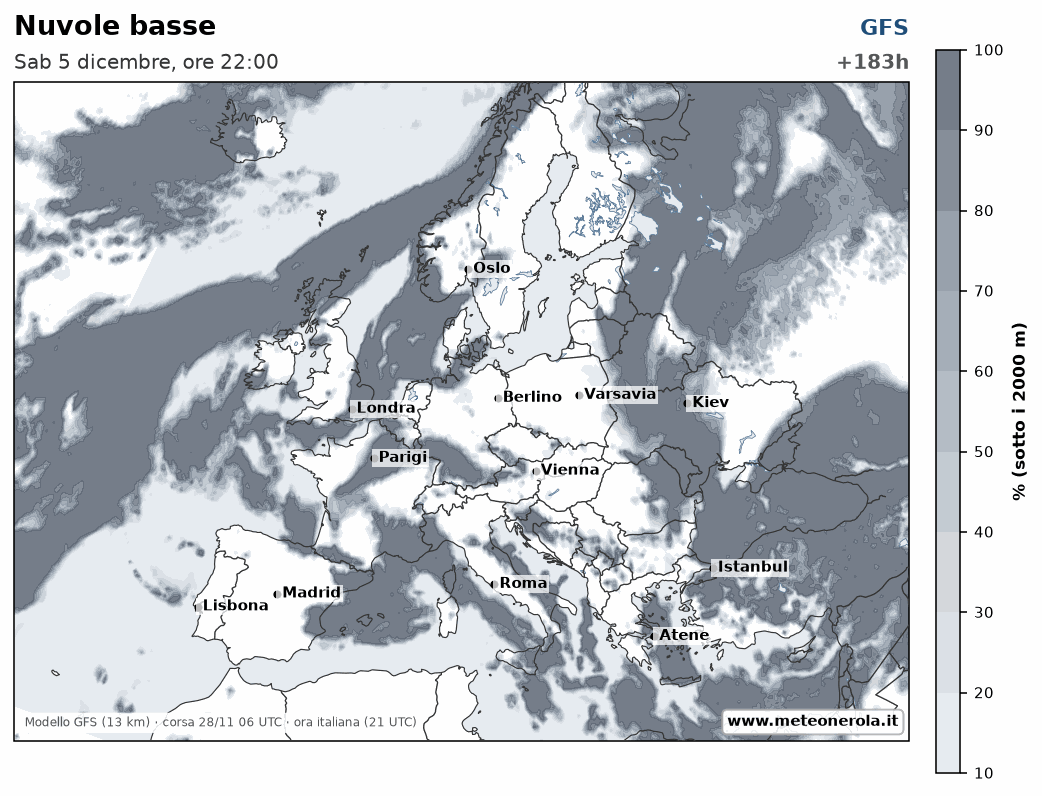 Nuvole basse
GFS
Sab 5 dicembre, ore 22:00
+183h
100
90
80
70
60
50
40
30
20
10
% (sotto i 2000 m)
Oslo
Londra
Berlino
Varsavia
Kiev
Parigi
Vienna
Istanbul
Roma
Madrid
Lisbona
Atene
Modello GFS (13 km) · corsa 28/11 06 UTC · ora italiana (21 UTC)
www.meteonerola.it